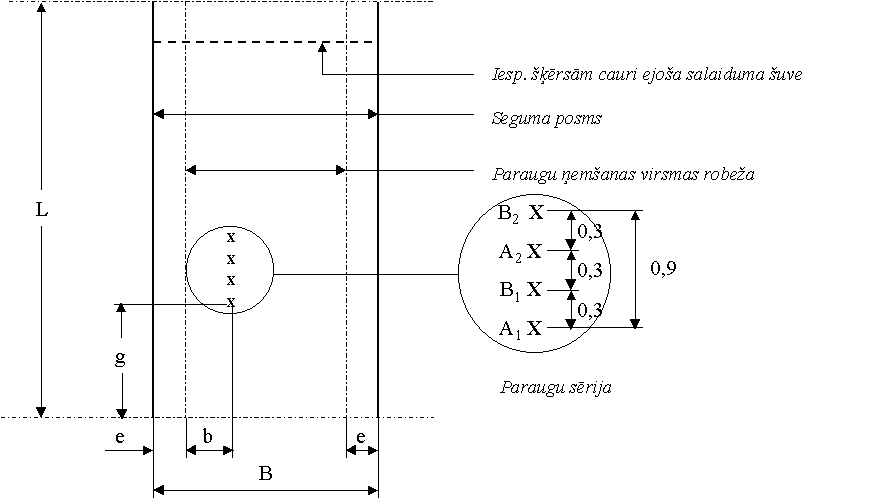 Iesp. šķērsām cauri ejoša salaiduma šuve
Seguma posms
Paraugu ņemšanas virsmas robeža
L
x
x
x
x
g
B₂ X
0,3
A₂ X
0,3
0,9
B₁ X
0,3
A₁ X
Paraugu sērija
e
b
e
B